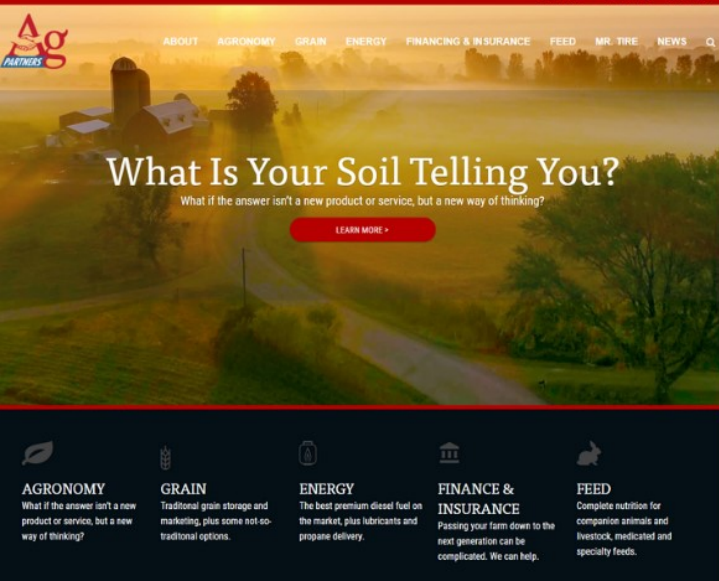 Ag
PARTNERS
ABOUT AGRONOMY GRAIN ENERGY FINANCING & INSURANCE FEED MR. TIRE NEWS
What Is Your Soil Telling You?
What if the answer isn't a new product or service, but a new way of thinking?
LEARN MORE >
AGRONOMY
What if the answer isn't a new
product or service, but a new
way of thinking?
GRAIN
Traditonal grain storage and
marketing, plus some not-so-
traditonal options.
ENERGY
The best premium diesel fuel on
the market, plus lubricants and
propane delivery.
FINANCE &
INSURANCE
Passing your farm down to the
next generation can be
complicated. We can help.
FEED
Complete nutrition for
companion animals and
livestock, medicated and
specialty feeds.